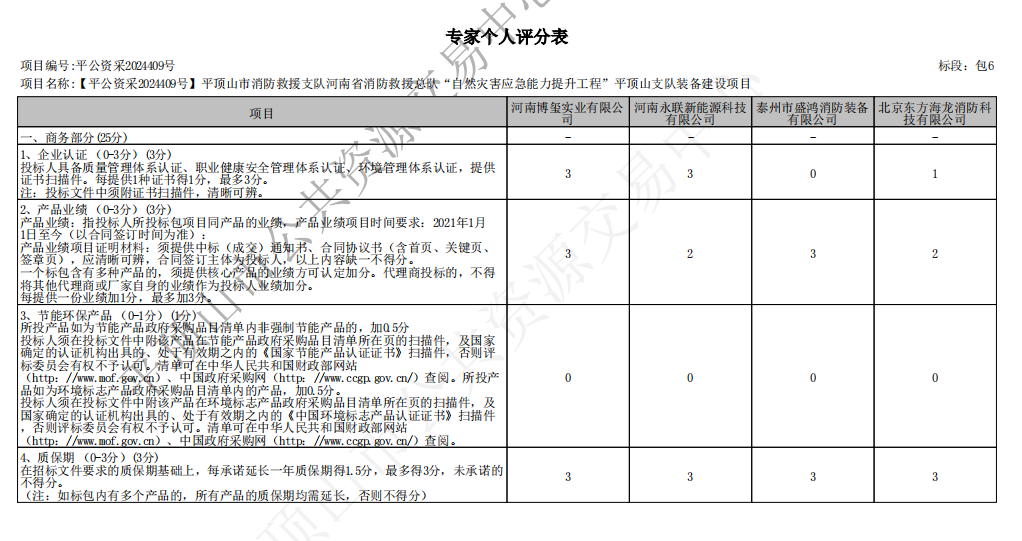 专家个人评分表
项目编号:平公资采2024409号
标段: 包6
项目名称:【平公资采2024409号】平顶山市消防救援支队河南省消防救援总队“自然灾害应急能力提升工程”平顶山支队装备建设项目
项目
河南博玺实业有限公司
河南永联新能源科技有限公司
泰州市盛鸿消防装备有限公司
北京东方海龙消防科技有限公司
一、商务部分(25分)
－ － － －
1、企业认证 （0-3分）(3分)
投标人具备质量管理体系认证、职业健康安全管理体系认证、环境管理体系认证, 提供
证书扫描件。每提供1种证书得1分，最多3分。
注: 投标文件中须附证书扫描件，清晰可辨。
3 3 0 1
2、产品业绩 （0-3分）(3分)
产品业绩: 指投标人所投标包项目同产品的业绩, 产品业绩项目时间要求: 2021年1月
1日至今（以合同签订时间为准）;
产品业绩项目证明材料: 须提供中标（成交）通知书、合同协议书（含首页、关键页、
签章页），应清晰可辨，合同签订主体为投标人, 以上内容缺一不得分。
一个标包含有多种产品的，须提供核心产品的业绩方可认定加分。代理商投标的，不得
将其他代理商或厂家自身的业绩作为投标人业绩加分。
每提供一份业绩加1分，最多加3分。
3 2 3 2
3、节能环保产品 （0-1分）(1分)
所投产品如为节能产品政府采购品目清单内非强制节能产品的，加0.5分
投标人须在投标文件中附该产品在节能产品政府采购品目清单所在页的扫描件，及国家
确定的认证机构出具的、处于有效期之内的《国家节能产品认证证书》扫描件，否则评
标委员会有权不予认可。清单可在中华人民共和国财政部网站
（http: //www.mof.gov.cn）、中国政府采购网（http: //www.ccgp.gov.cn/）查阅。所投产
品如为环境标志产品政府采购品目清单内的产品，加0.5分。
投标人须在投标文件中附该产品在环境标志产品政府采购品目清单所在页的扫描件，及
国家确定的认证机构出具的、处于有效期之内的《中国环境标志产品认证证书》扫描件
，否则评标委员会有权不予认可。清单可在中华人民共和国财政部网站
（http: //www.mof.gov.cn）、中国政府采购网（http: //www.ccgp.gov.cn/）查阅。
0 0 0 0
4、质保期 （0-3分）(3分)
在招标文件要求的质保期基础上，每承诺延长一年质保期得1.5分，最多得3分，未承诺的
不得分。
（注: 如标包内有多个产品的，所有产品的质保期均需延长，否则不得分）
3 3 3 3